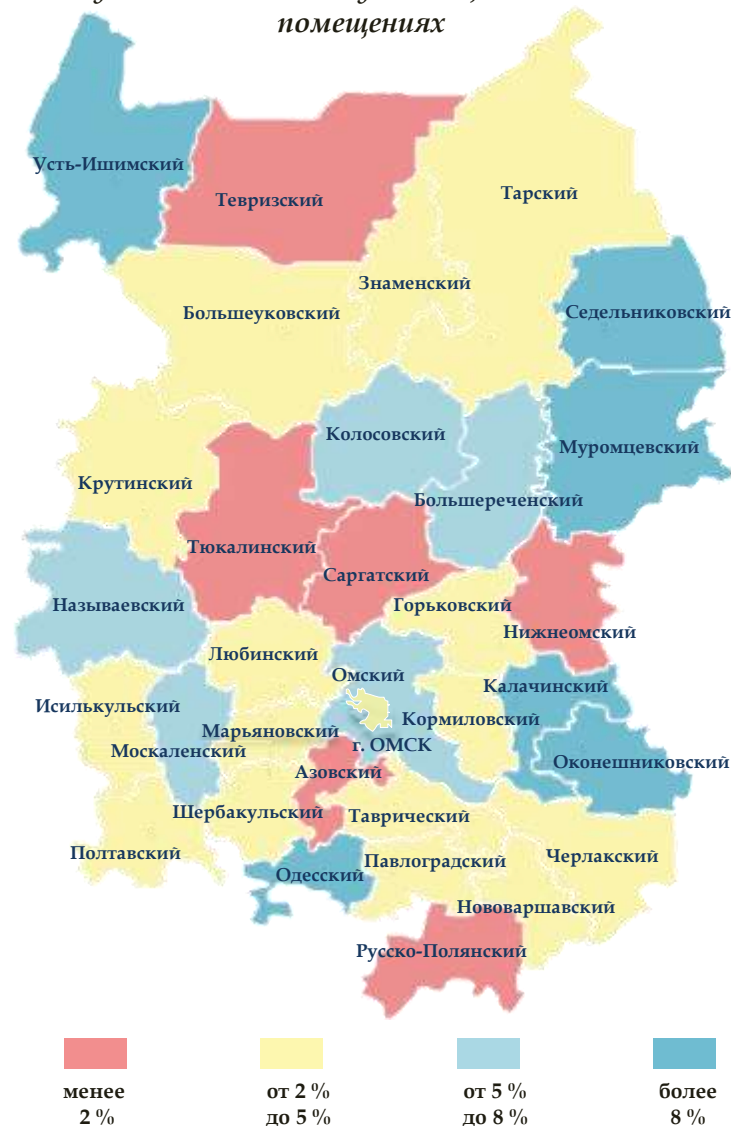 помещениях
Усть-Ишимский
Тевризский
Тарский
Знаменский
Большеуковский
Седельниковский
Колосовский
Муромцевский
Крутинский
Большереченский
Тюкалинский
Саргатский
Называевский
Горьковский
Нижнеомский
Любинский
Омский
Калачинский
Исилькульский
Марьяновский
Кормиловский
Москаленский
г. ОМСК
Оконешниковский
Азовский
Шербакульский
Таврический
Полтавский
Павлоградский
Черлакский
Одесский
Нововаршавский
Русско-Полянский
менее
2 %
от 2 %
до 5 %
от 5 %
до 8 %
более
8 %